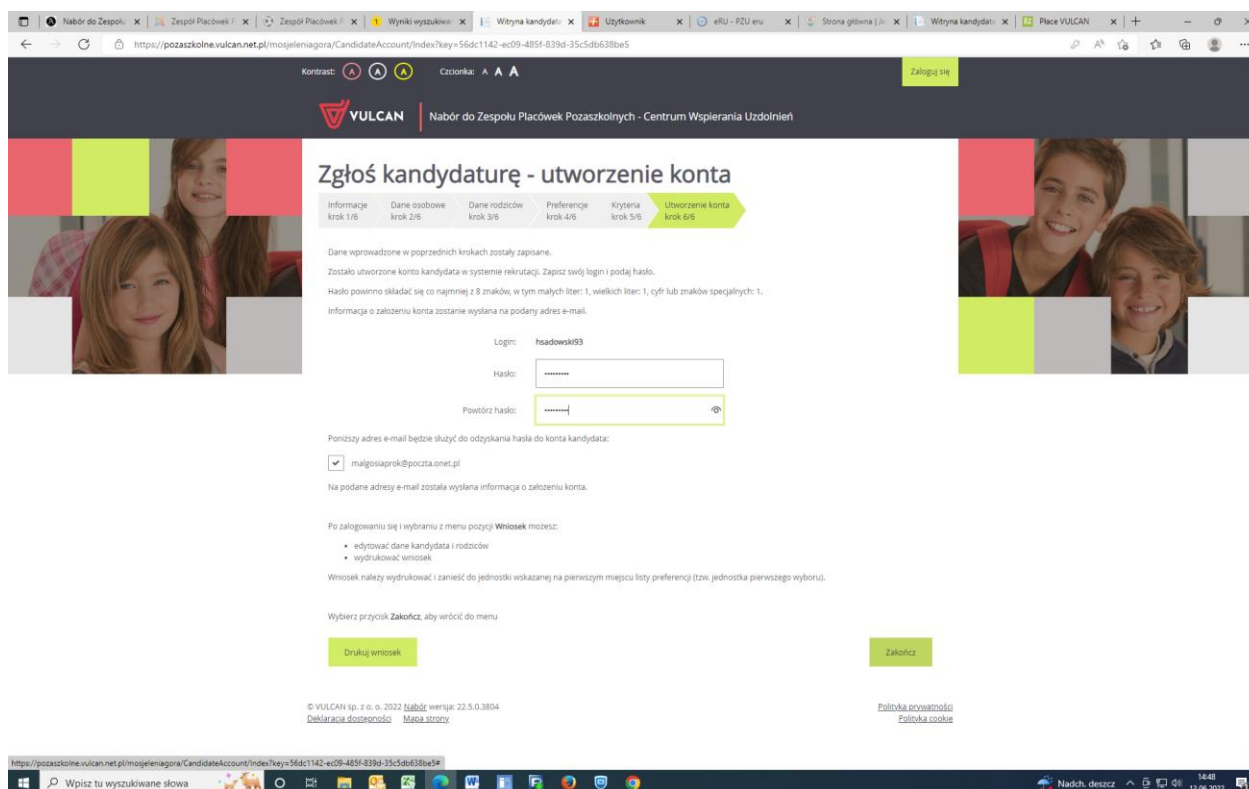 Nabór do Zespołu
Zespół Placówek P
Zespół Placówek P
Wyniki wyszukiwa
Witryna kandydata
Użytkownik
eRU - PZU eru
Strona główna | Je
Witryna kandydata
Płace VULCAN
https://pozaszkolne.vulcan.net.pl/mosjeleniagora/CandidateAccount/Index?key=56dc1142-ec09-485f-839d-35c5db638be5
Kontrast: A A A Czcionka: A A A Zaloguj się
VULCAN Nabór do Zespołu Placówek Pozaszkolnych - Centrum Wspierania Uzdolnień
Zgłoś kandydaturę - utworzenie konta
Informacje Dane osobowe Dane rodziców Preferencje Kryteria Utworzenie konta
krok 1/6 krok 2/6 krok 3/6 krok 4/6 krok 5/6 krok 6/6
Dane wprowadzone w poprzednich krokach zostały zapisane.
Zostało utworzone konto kandydata w systemie rekrutacji. Zapisz swój login i podaj hasło.
Hasło powinno składać się co najmniej z 8 znaków, w tym małych liter: 1, wielkich liter: 1, cyfr lub znaków specjalnych: 1.
Informacja o założeniu konta zostanie wysłana na podany adres e-mail.
Login: hsadowski93
Hasło: •••••••••
Powtórz hasło: •••••••••
Poniższy adres e-mail będzie służyć do odzyskania hasła do konta kandydata:
malgosiaprok@poczta.onet.pl
Na podane adresy e-mail została wysłana informacja o założeniu konta.
Po zalogowaniu się i wybraniu z menu pozycji Wniosek możesz:
• edytować dane kandydata i rodziców
• wydrukować wniosek
Wniosek należy wydrukować i zanieść do jednostki wskazanej na pierwszym miejscu listy preferencji (tzw. jednostka pierwszego wyboru).
Wybierz przycisk Zakończ, aby wrócić do menu
Drukuj wniosek Zakończ
© VULCAN sp. z o. o. 2022 Nabór wersja: 22.5.0.3804 Polityka prywatności
Deklaracja dostępności Mapa strony Polityka cookie
https://pozaszkolne.vulcan.net.pl/mosjeleniagora/CandidateAccount/Index?key=56dc1142-ec09-485f-839d-35c5db638be5#
Wpisz tu wyszukiwane słowa Nadch. deszcz 14:48
13.06.2022